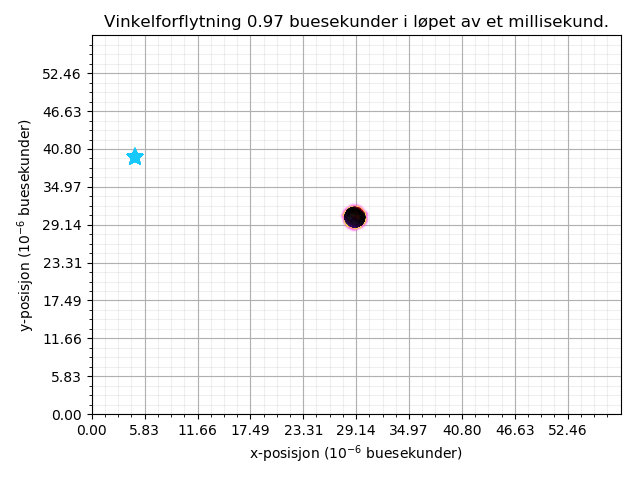 Vinkelforflytning 0.97 buesekunder i løpet av et millisekund.
y-posisjon (10⁻⁶ buesekunder)
52.46
46.63
40.80
34.97
29.14
23.31
17.49
11.66
5.83
0.00
0.00 5.83 11.66 17.49 23.31 29.14 34.97 40.80 46.63 52.46
x-posisjon (10⁻⁶ buesekunder)